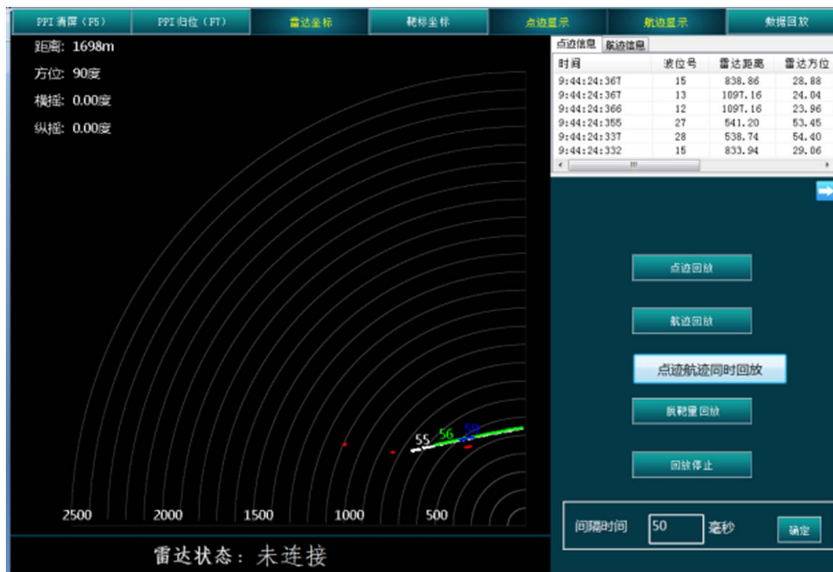 PPI清屏(F5) PPI归位(F7) 雷达坐标 靶标坐标 点迹显示 航迹显示 数据回放
距离: 1698m
方位: 90度
横摇: 0.00度
纵摇: 0.00度
55 56 59
2500 2000 1500 1000 500
雷达状态: 未连接
点迹信息 航迹信息
时间 波位号 雷达距离 雷达方位
9:44:24:367 15 838.86 28.88
9:44:24:367 13 1097.16 24.04
9:44:24:366 12 1097.16 23.96
9:44:24:355 27 541.20 53.45
9:44:24:337 28 538.74 54.40
9:44:24:332 15 833.94 29.06
点迹回放
航迹回放
点迹航迹同时回放
脱靶量回放
回放停止
间隔时间 50 毫秒 确定